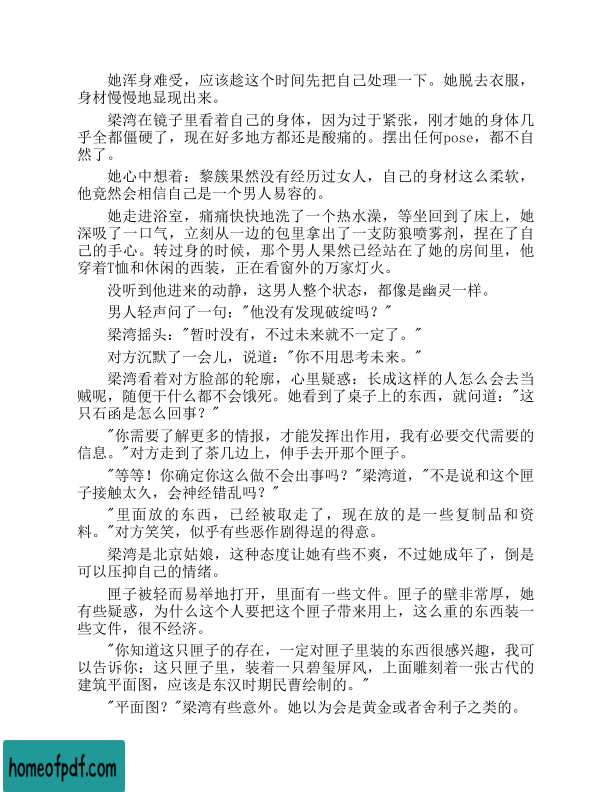 她浑身难受，应该趁这个时间先把自己处理一下。她脱去衣服，
身材慢慢地显现出来。
梁湾在镜子里看着自己的身体，因为过于紧张，刚才她的身体几
乎全都僵硬了，现在好多地方都还是酸痛的。摆出任何pose，都不自
然了。
她心中想着：黎簇果然没有经历过女人，自己的身材这么柔软，
他竟然会相信自己是一个男人易容的。
她走进浴室，痛痛快快地洗了一个热水澡，等坐回到了床上，她
深吸了一口气，立刻从一边的包里拿出了一支防狼喷雾剂，捏在了自
己的手心。转过身的时候，那个男人果然已经站在了她的房间里，他
穿着T恤和休闲的西装，正在看窗外的万家灯火。
没听到他进来的动静，这男人整个状态，都像是幽灵一样。
男人轻声问了一句："他没有发现破绽吗？"
梁湾摇头："暂时没有，不过未来就不一定了。"
对方沉默了一会儿，说道："你不用思考未来。"
梁湾看着对方脸部的轮廓，心里疑惑：长成这样的人怎么会去当
贼呢，随便干什么都不会饿死。她看到了桌子上的东西，就问道："这
只石函是怎么回事？"
"你需要了解更多的情报，才能发挥出作用，我有必要交代需要的
信息。"对方走到了茶几边上，伸手去开那个匣子。
"等等！你确定你这么做不会出事吗？"梁湾道，"不是说和这个匣
子接触太久，会神经错乱吗？"
"里面放的东西，已经被取走了，现在放的是一些复制品和资
料。"对方笑笑，似乎有些恶作剧得逞的得意。
梁湾是北京姑娘，这种态度让她有些不爽，不过她成年了，倒是
可以压抑自己的情绪。
匣子被轻而易举地打开，里面有一些文件。匣子的壁非常厚，她
有些疑惑，为什么这个人要把这个匣子带来用上，这么重的东西装一
些文件，很不经济。
"你知道这只匣子的存在，一定对匣子里装的东西很感兴趣，我可
以告诉你：这只匣子里，装着一只碧玺屏风，上面雕刻着一张古代的
建筑平面图，应该是东汉时期民曹绘制的。"
"平面图？"梁湾有些意外。她以为会是黄金或者舍利子之类的。
homeofpdf.com